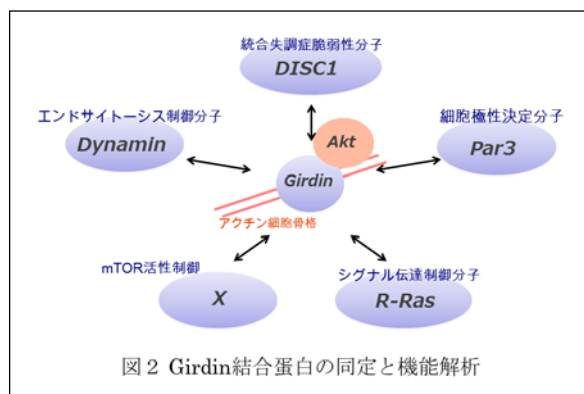 統合失調症脆弱性分子
DISC1
エンドサイトーシス制御分子
Dynamin
細胞極性決定分子
Par3
Akt
Girdin
アクチン細胞骨格
mTOR活性制御
X
シグナル伝達制御分子
R-Ras
図２ Girdin結合蛋白の同定と機能解析